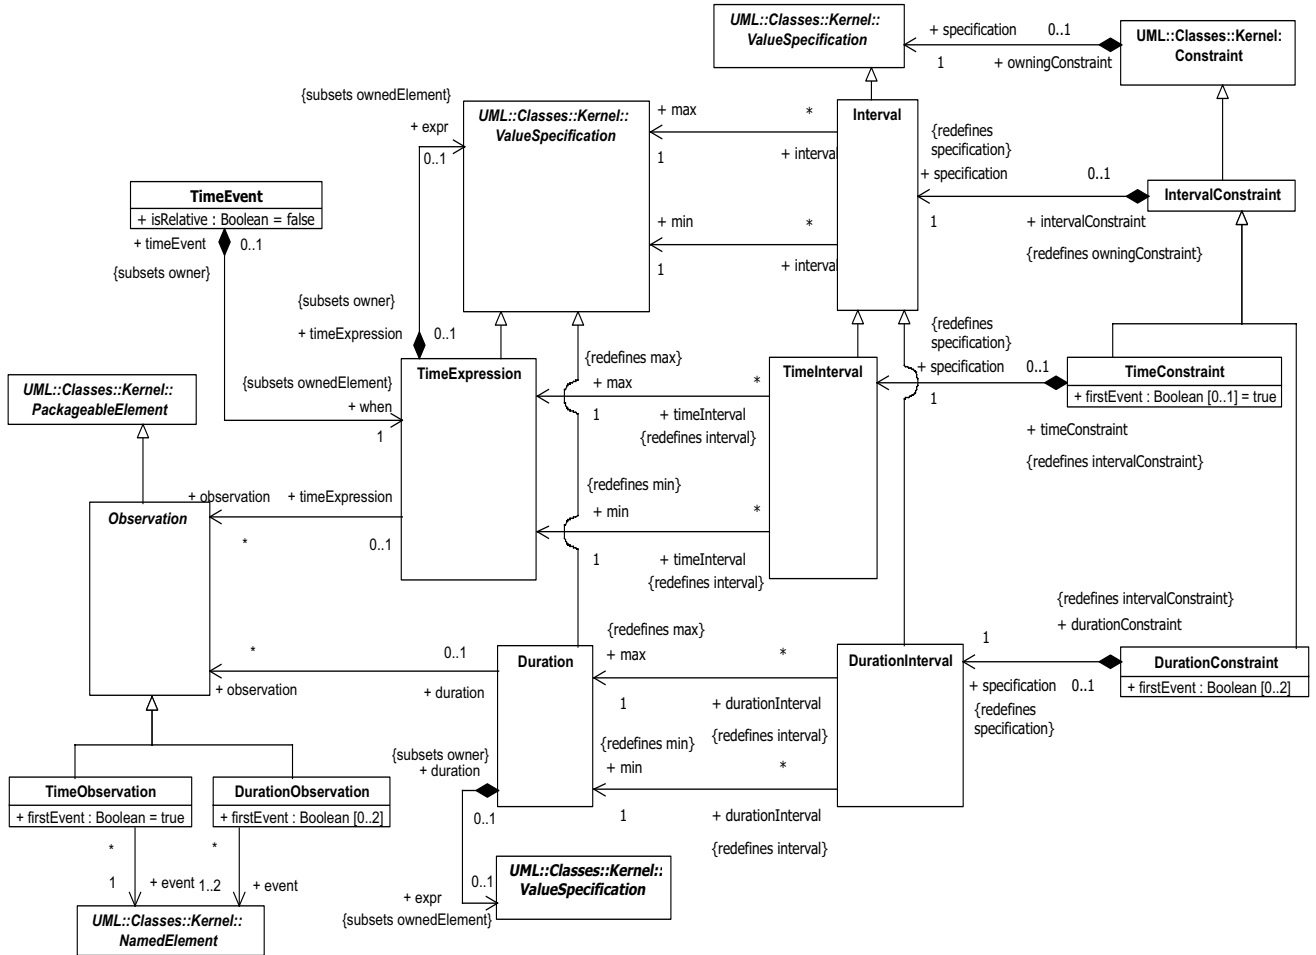 UML::Classes::Kernel::
ValueSpecification
+ specification
0..1
1
+ owningConstraint
UML::Classes::Kernel:
Constraint
{subsets ownedElement}
+ expr
0..1
UML::Classes::Kernel::
ValueSpecification
+ max
*
1
+ interval
+ min
*
1
+ interval
Interval
{redefines
specification}
+ specification
0..1
1
+ intervalConstraint
{redefines owningConstraint}
IntervalConstraint
TimeEvent
+ isRelative : Boolean = false
+ timeEvent
0..1
{subsets owner}
{subsets owner}
+ timeExpression
0..1
{subsets ownedElement}
+ when
1
TimeExpression
{redefines max}
+ max
*
1
+ timeInterval
{redefines interval}
{redefines min}
+ min
*
1
+ timeInterval
{redefines interval}
TimeInterval
{redefines
specification}
+ specification
0..1
1
TimeConstraint
+ firstEvent : Boolean [0..1] = true
+ timeConstraint
{redefines intervalConstraint}
UML::Classes::Kernel::
PackageableElement
Observation
+ observation
+ timeExpression
*
0..1
*
0..1
+ observation
+ duration
Duration
{redefines max}
+ max
*
1
+ durationInterval
{redefines interval}
{redefines min}
+ min
*
1
+ durationInterval
{redefines interval}
DurationInterval
{redefines intervalConstraint}
+ durationConstraint
1
+ specification
0..1
{redefines
specification}
DurationConstraint
+ firstEvent : Boolean [0..2]
{subsets owner}
+ duration
0..1
0..1
+ expr
{subsets ownedElement}
UML::Classes::Kernel::
ValueSpecification
TimeObservation
+ firstEvent : Boolean = true
DurationObservation
+ firstEvent : Boolean [0..2]
*
1
+ event
*
1..2
+ event
UML::Classes::Kernel::
NamedElement